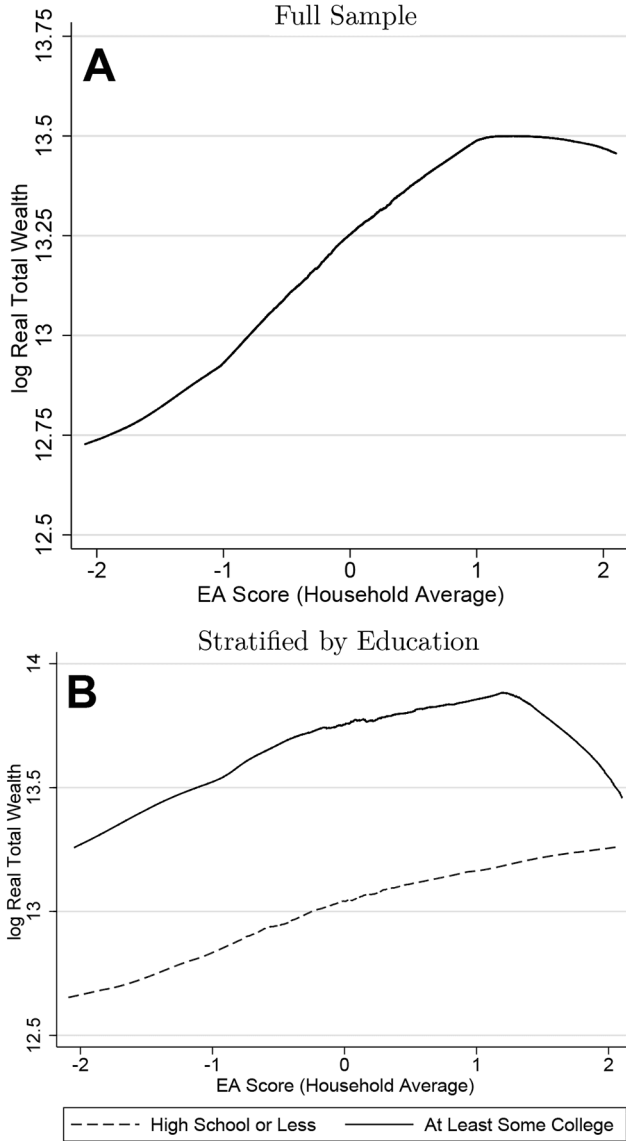 Full Sample
A
13.75
13.5
13.25
13
12.75
12.5
log Real Total Wealth
-2 -1 0 1 2
EA Score (Household Average)
Stratified by Education
B
14
13.5
13
12.5
log Real Total Wealth
-2 -1 0 1 2
EA Score (Household Average)
High School or Less At Least Some College